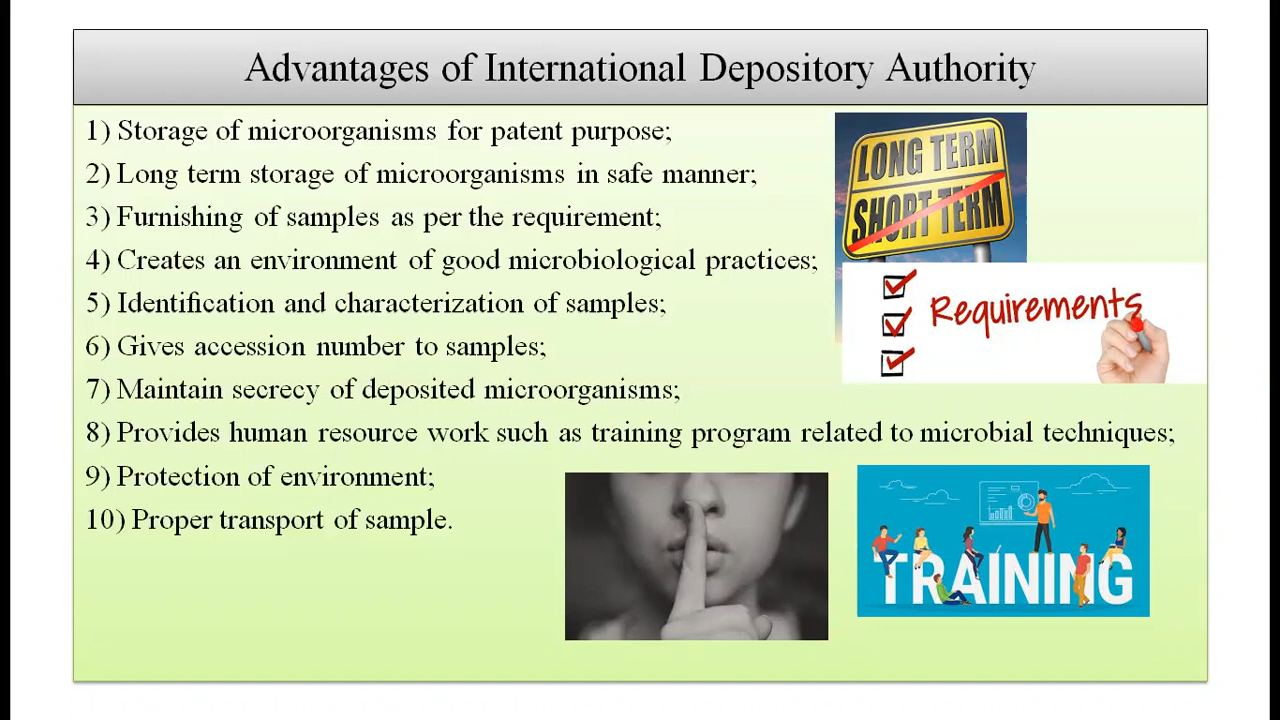 Advantages of International Depository Authority
1) Storage of microorganisms for patent purpose;
2) Long term storage of microorganisms in safe manner;
3) Furnishing of samples as per the requirement;
4) Creates an environment of good microbiological practices;
5) Identification and characterization of samples;
6) Gives accession number to samples;
7) Maintain secrecy of deposited microorganisms;
8) Provides human resource work such as training program related to microbial techniques;
9) Protection of environment;
10) Proper transport of sample.
LONG TERM
SHORT TERM
Requirements
TRAINING